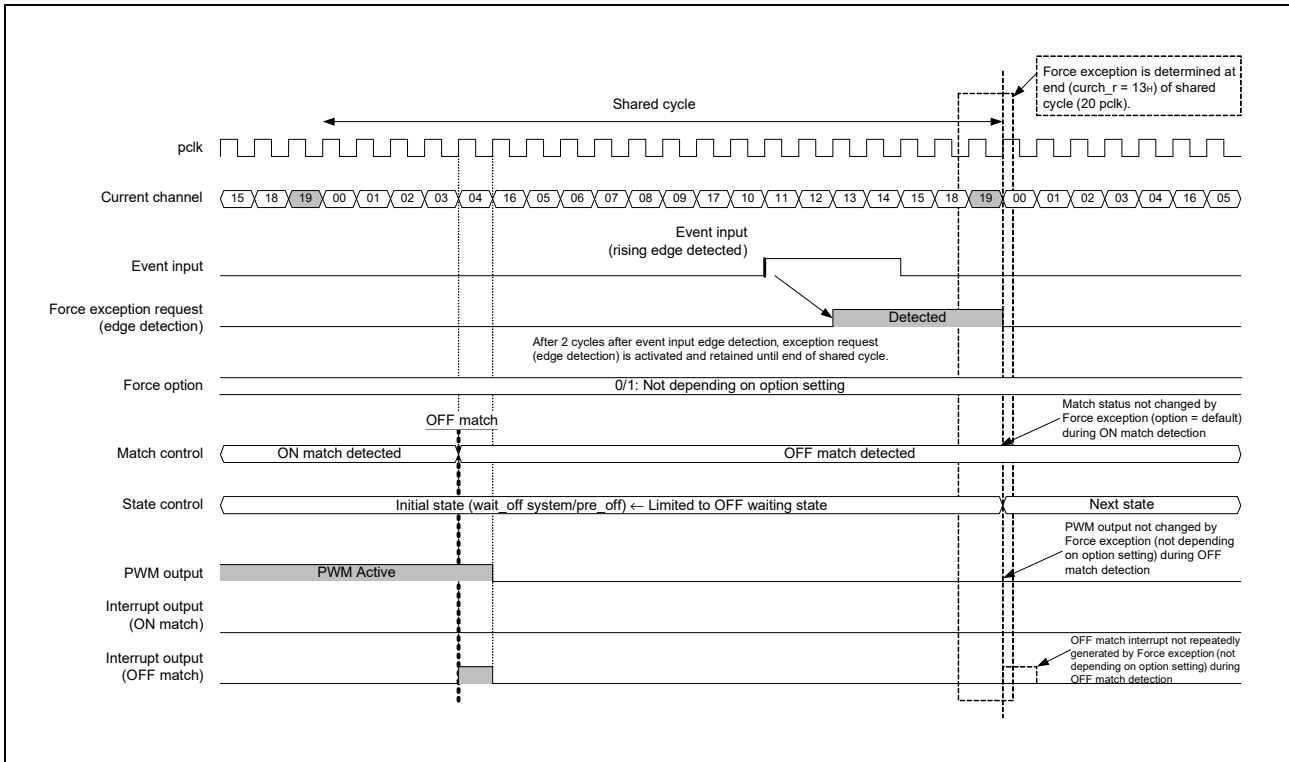 Force exception is determined at
end (curch_r = 13H) of shared
cycle (20 pclk).
Shared cycle
pclk
Current channel
15 18 19 00 01 02 03 04 16 05 06 07 08 09 17 10 11 12 13 14 15 18 19 00 01 02 03 04 16 05
Event input
(rising edge detected)
Event input
Force exception request
(edge detection)
Detected
After 2 cycles after event input edge detection, exception request
(edge detection) is activated and retained until end of shared cycle.
Force option
0/1: Not depending on option setting
OFF match
Match status not changed by
Force exception (option = default)
during ON match detection
Match control
ON match detected
OFF match detected
State control
Initial state (wait_off system/pre_off) ← Limited to OFF waiting state
Next state
PWM output not changed by
Force exception (not depending
on option setting) during OFF
match detection
PWM output
PWM Active
Interrupt output
(ON match)
Interrupt output
(OFF match)
OFF match interrupt not repeatedly
generated by Force exception (not
depending on option setting) during
OFF match detection